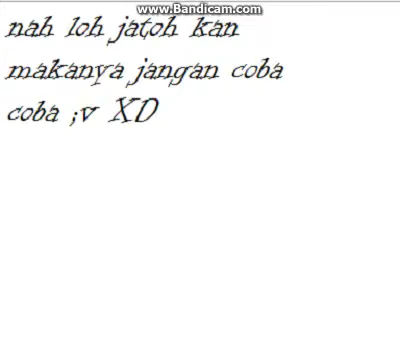 www.Bandicam.com
nah loh jatoh kan
makanya jangan coba
coba ;v XD